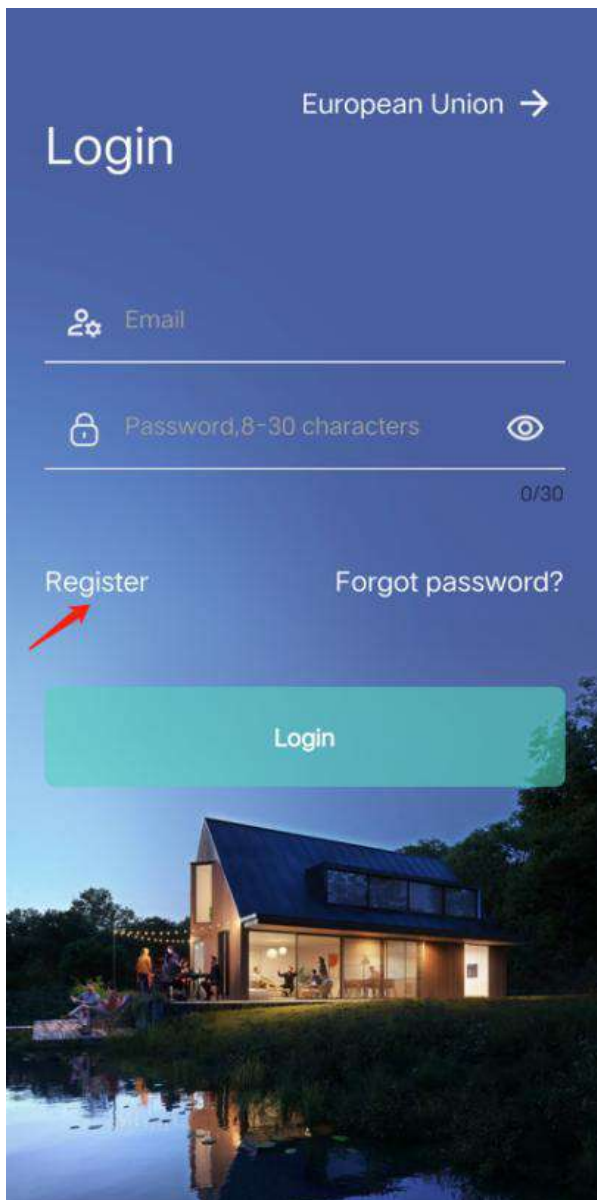 European Union →
Login
Email
Password,8-30 characters
0/30
Register
Forgot password?
Login